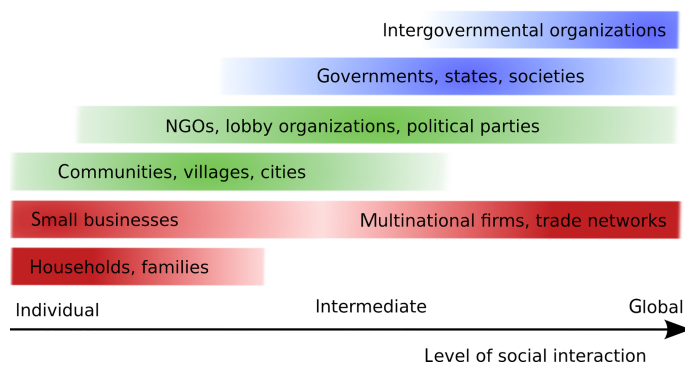 Intergovernmental organizations
Governments, states, societies
NGOs, lobby organizations, political parties
Communities, villages, cities
Small businesses
Multinational firms, trade networks
Households, families
Individual
Intermediate
Global
Level of social interaction